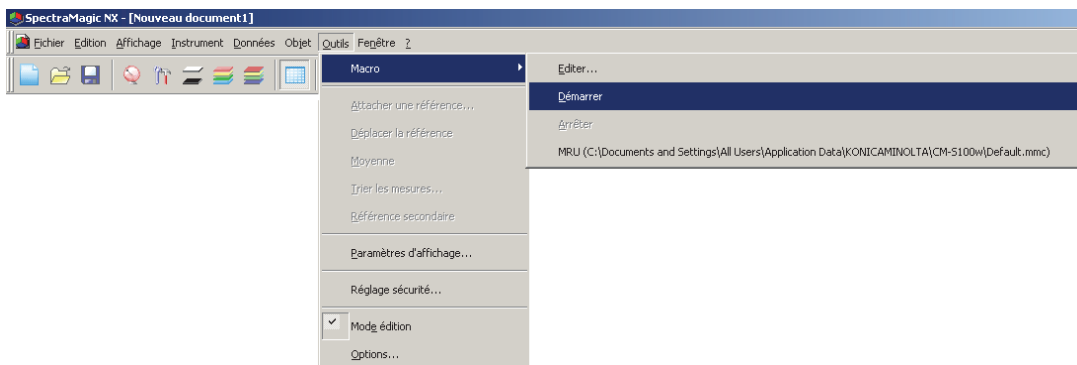 SpectraMagic NX - [Nouveau document1]
Fichier Edition Affichage Instrument Données Objet Outils Fenêtre ?
Macro
Attacher une référence...
Déplacer la référence
Moyenne
Trier les mesures...
Référence secondaire
Paramètres d'affichage...
Réglage sécurité...
Mode édition
Options...
Editer...
Démarrer
Arrêter
MRU (C:\Documents and Settings\All Users\Application Data\KONICAMINOLTA\CM-S100w\Default.mmc)